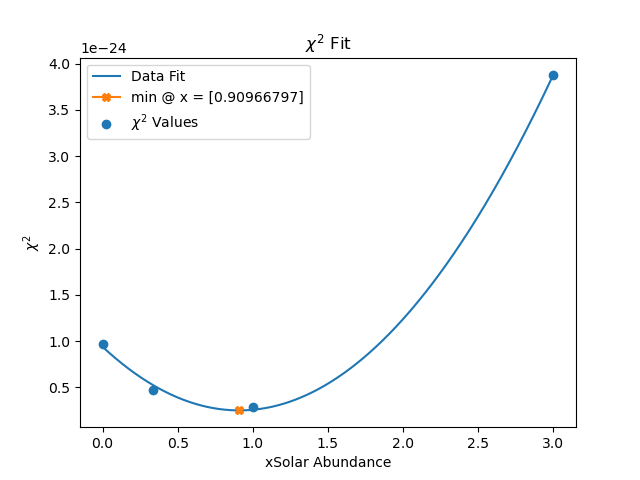 χ² Fit
1e−24
Data Fit
min @ x = [0.90966797]
χ² Values
4.0
3.5
3.0
2.5
2.0
1.5
1.0
0.5
χ²
0.0 0.5 1.0 1.5 2.0 2.5 3.0
xSolar Abundance